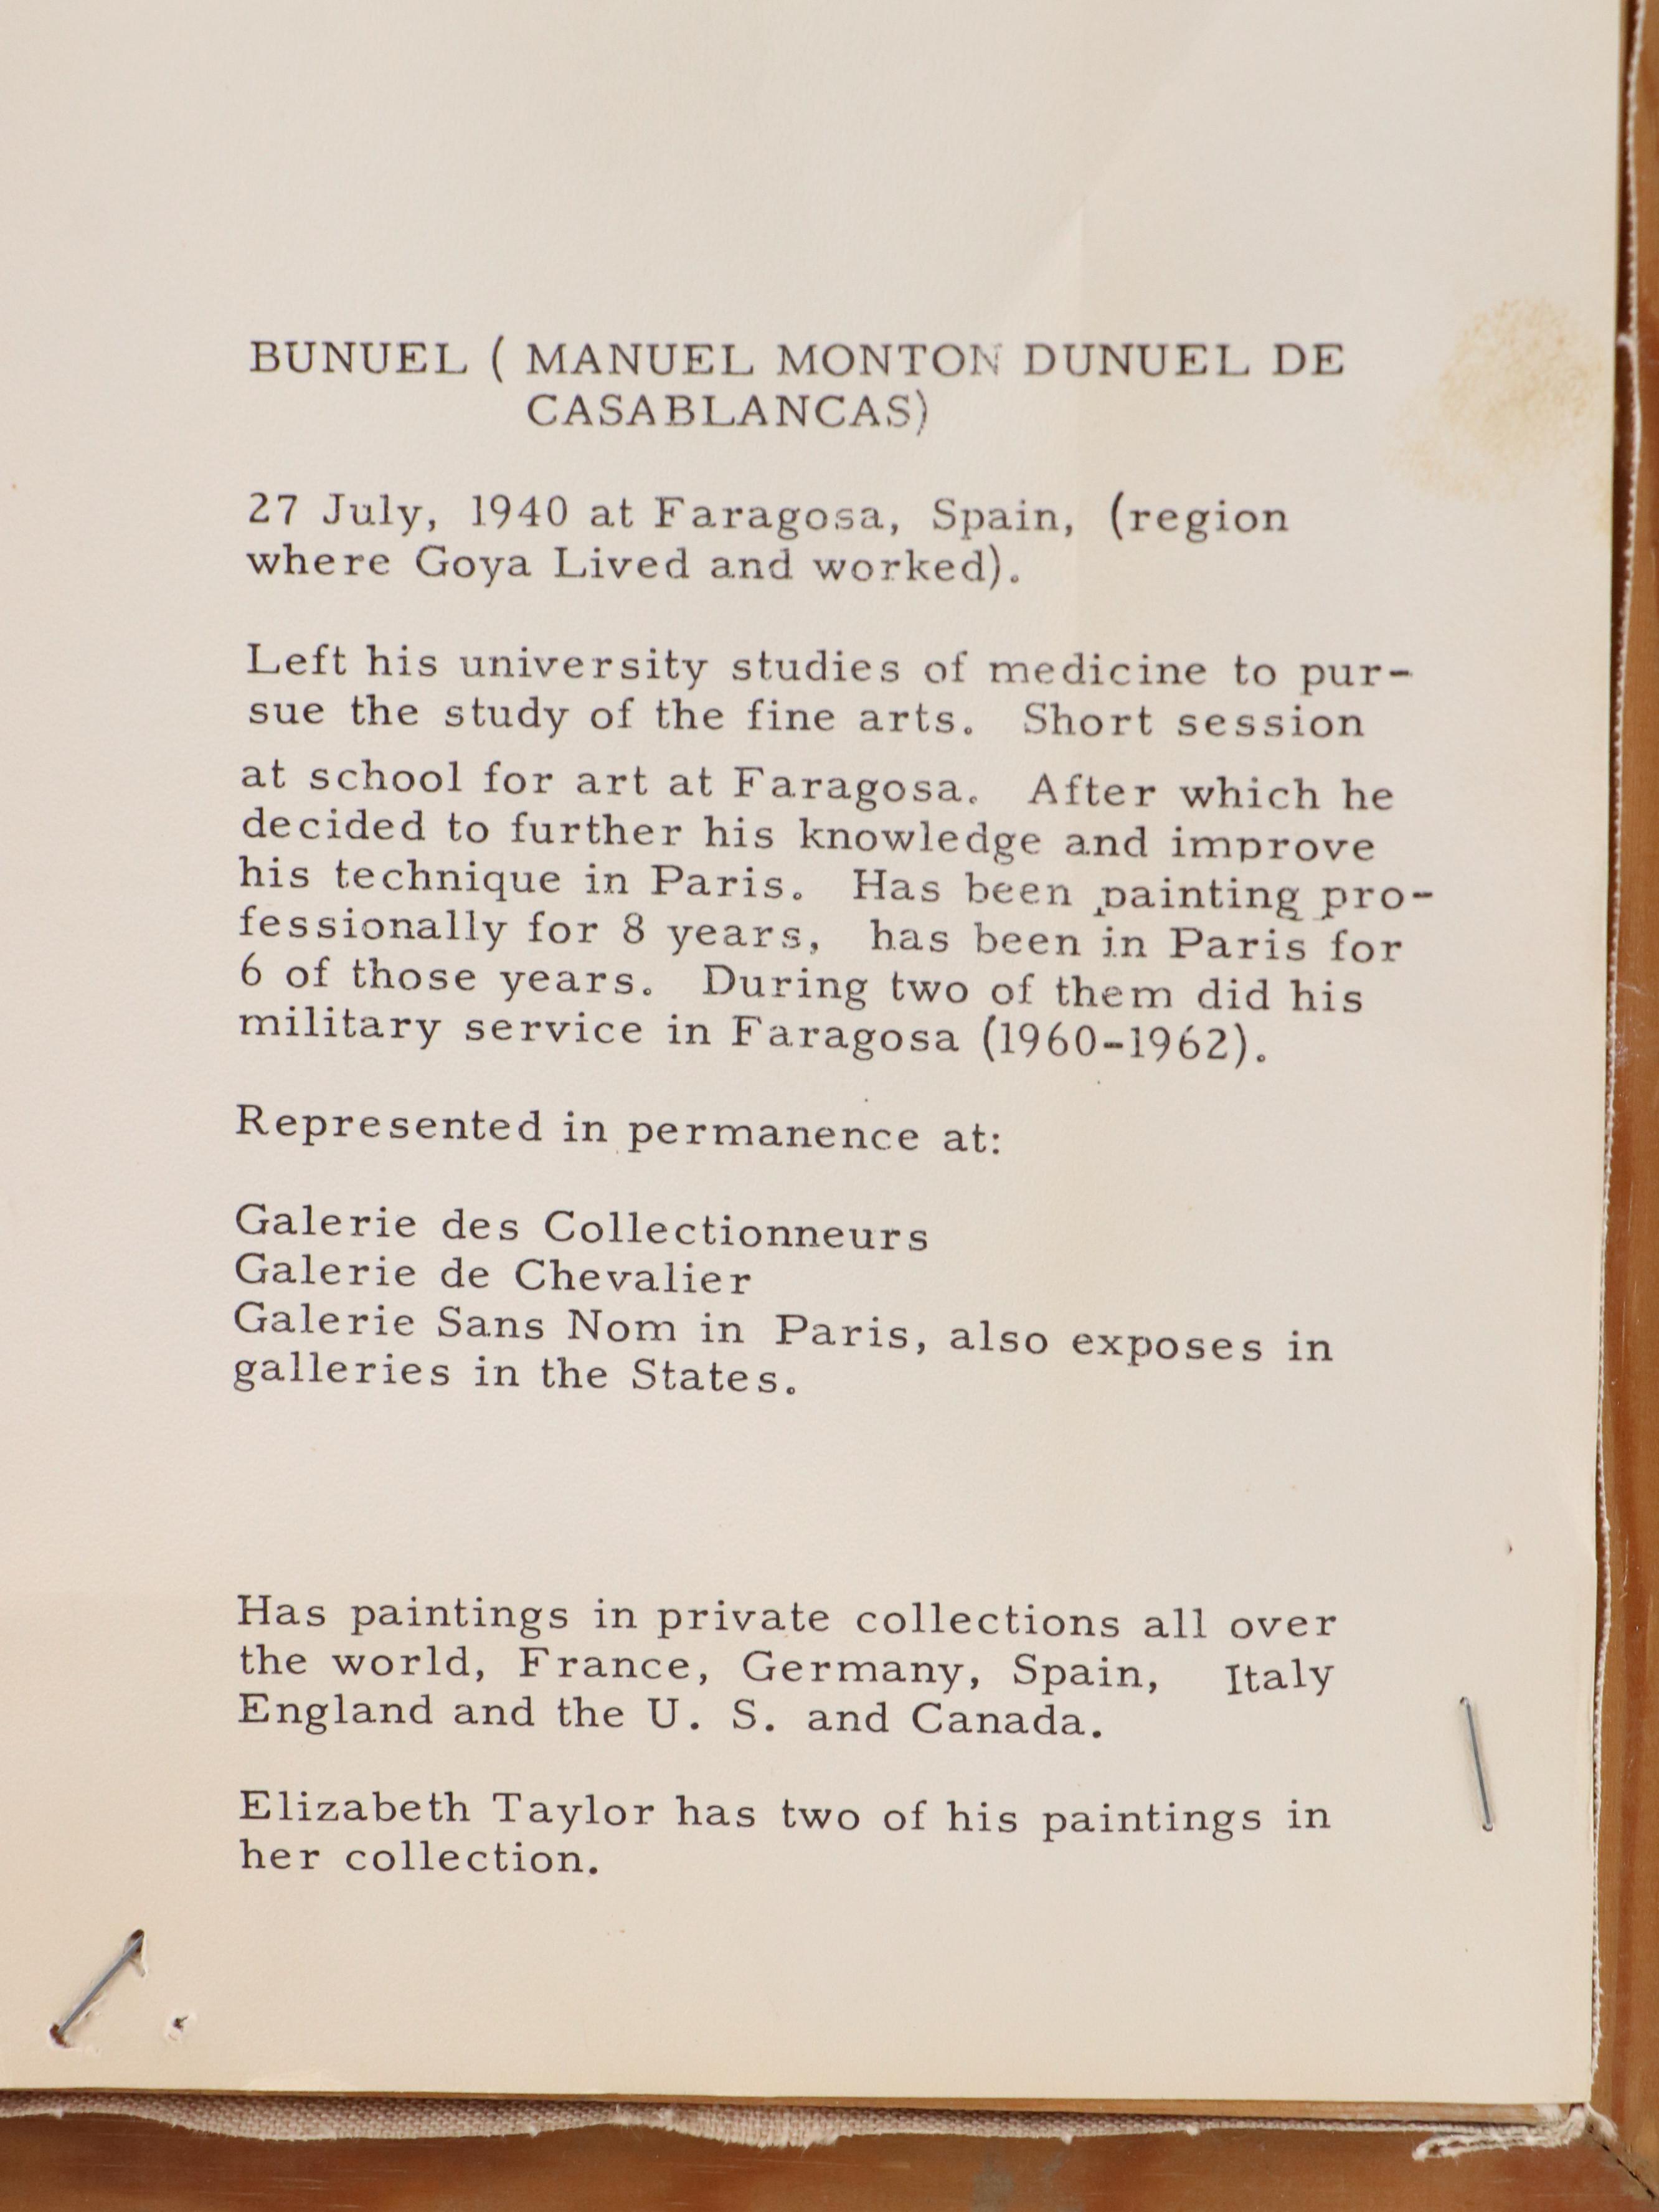 BUNUEL ( MANUEL MONTON DUNUEL DE
CASABLANCAS)
27 July, 1940 at Faragosa, Spain, (region
where Goya Lived and worked).
Left his university studies of medicine to pur-
sue the study of the fine arts. Short session
at school for art at Faragosa. After which he
decided to further his knowledge and improve
his technique in Paris. Has been painting pro-
fessionally for 8 years, has been in Paris for
6 of those years. During two of them did his
military service in Faragosa (1960-1962).
Represented in permanence at:
Galerie des Collectionneurs
Galerie de Chevalier
Galerie Sans Nom in Paris, also exposes in
galleries in the States.
Has paintings in private collections all over
the world, France, Germany, Spain, Italy
England and the U. S. and Canada.
Elizabeth Taylor has two of his paintings in
her collection.